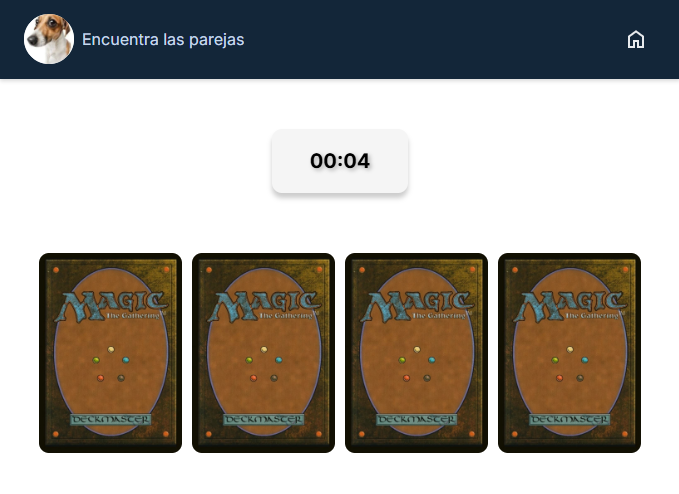 Encuentra las parejas
00:04
MAGIC MAGIC MAGIC MAGIC
The Gathering The Gathering The Gathering The Gathering
DECKMASTER DECKMASTER DECKMASTER DECKMASTER